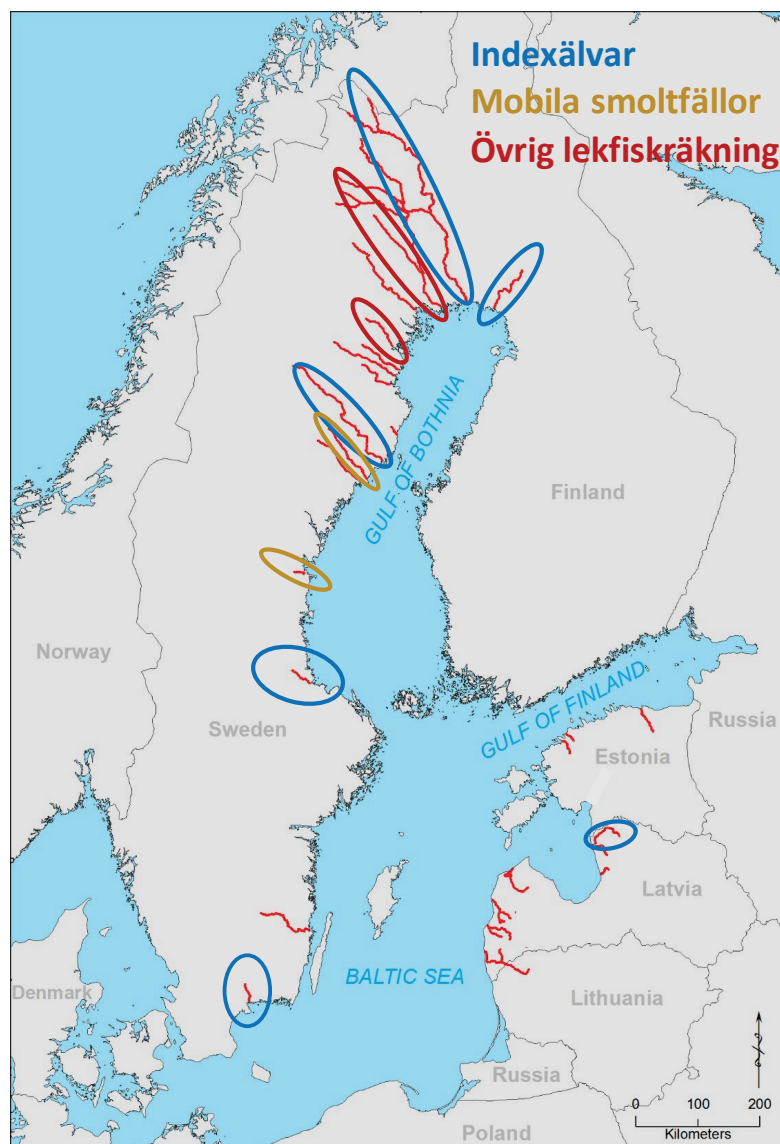 Indexälvar
Mobila smoltfällor
Övrig lekfiskräkning
GULF OF BOTHNIA
Finland
Norway
Sweden
GULF OF FINLAND
Russia
Estonia
Latvia
BALTIC SEA
Denmark
Lithuania
Russia
Poland
0 100 200
Kilometers